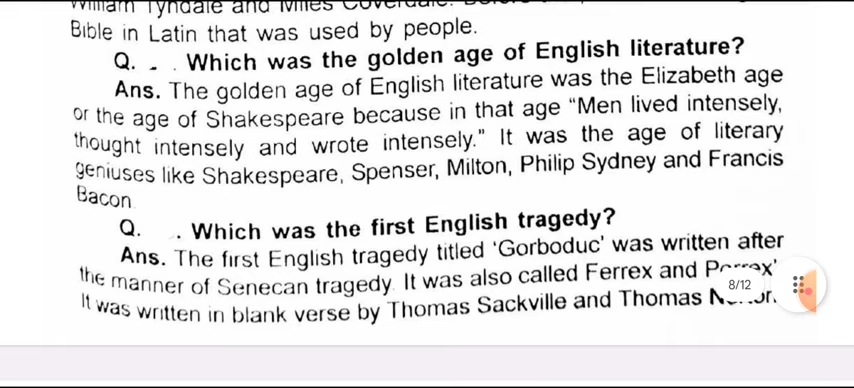 William Tyndale and Miles Coverdale.
Bible in Latin that was used by people.
Q. . . Which was the golden age of English literature?
Ans. The golden age of English literature was the Elizabeth age
or the age of Shakespeare because in that age “Men lived intensely,
thought intensely and wrote intensely.” It was the age of literary
geniuses like Shakespeare, Spenser, Milton, Philip Sydney and Francis
Bacon
Q. . Which was the first English tragedy?
Ans. The first English tragedy titled ‘Gorboduc’ was written after
the manner of Senecan tragedy. It was also called Ferrex and
8/12
It was written in blank verse by Thomas Sackville and Thomas